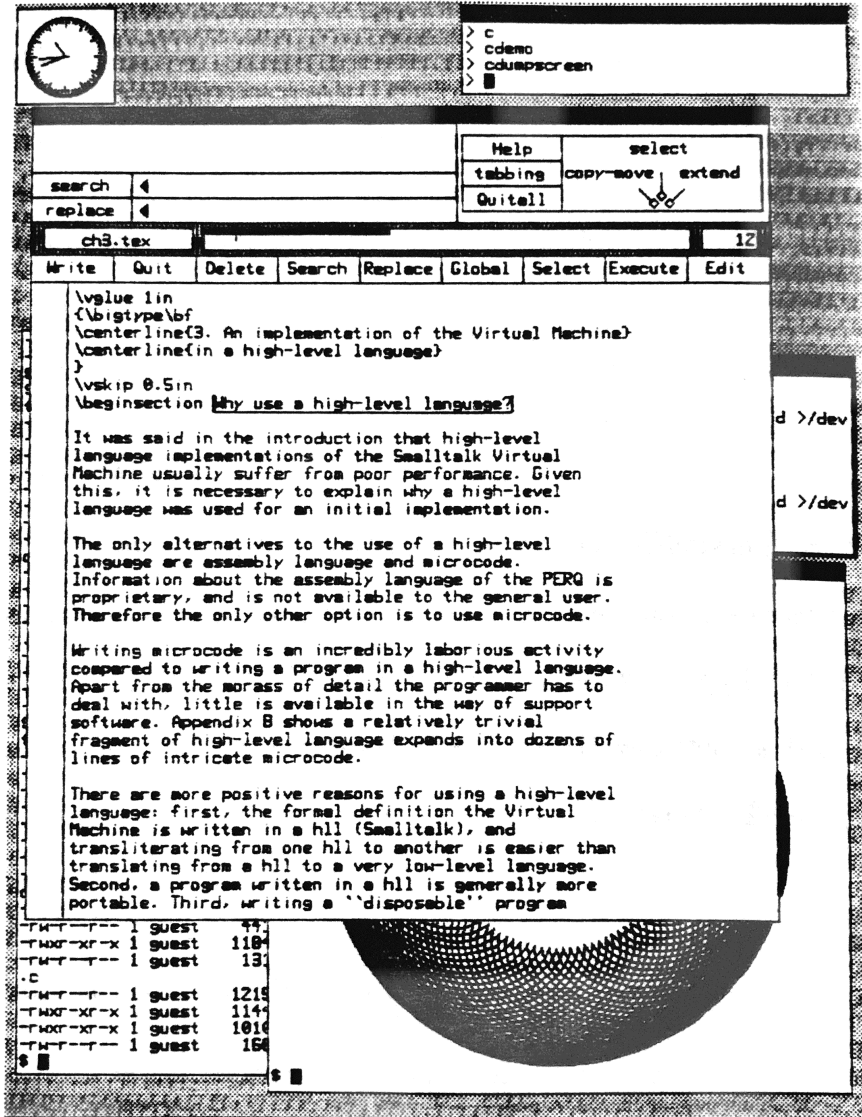 > c
> cdemo
> cdumpscreen
>
Help
select
tabbing
copy-move
extend
Quitall
search
replace
ch3.tex
12
Write Quit Delete Search Replace Global Select Execute Edit
\vglue 1in
{\bigtype\bf
\centerline{3. An implementation of the Virtual Machine}
\centerline{in a high-level language}
}
\vskip 0.5in
\beginsection Why use a high-level language?
It was said in the introduction that high-level
language implementations of the Smalltalk Virtual
Machine usually suffer from poor performance. Given
this, it is necessary to explain why a high-level
language was used for an initial implementation.
The only alternatives to the use of a high-level
language are assembly language and microcode.
Information about the assembly language of the PERQ is
proprietary, and is not available to the general user.
Therefore the only other option is to use microcode.
Writing microcode is an incredibly laborious activity
compared to writing a program in a high-level language.
Apart from the morass of detail the programmer has to
deal with, little is available in the way of support
software. Appendix B shows a relatively trivial
fragment of high-level language expands into dozens of
lines of intricate microcode.
There are more positive reasons for using a high-level
language: first, the formal definition the Virtual
Machine is written in a hll (Smalltalk), and
transliterating from one hll to another is easier than
translating from a hll to a very low-level language.
Second, a program written in a hll is generally more
portable. Third, writing a ``disposable'' program
d >/dev
d >/dev
-rw-r--r-- 1 guest
-rwxr-xr-x 1 guest 1104
-rw-r--r-- 1 guest 131
.c
-rw-r--r-- 1 guest 1215
-rwxr-xr-x 1 guest 1144
-rwxr-xr-x 1 guest 1010
-rw-r--r-- 1 guest 166
$
$